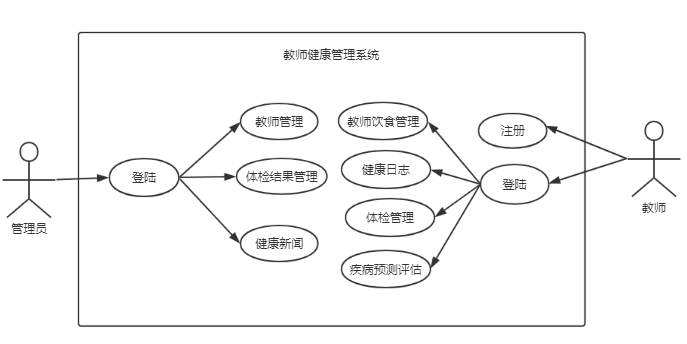 教师健康管理系统
教师管理
教师饮食管理
注册
体检结果管理
健康日志
登陆
登陆
管理员
体检管理
教师
健康新闻
疾病预测评估